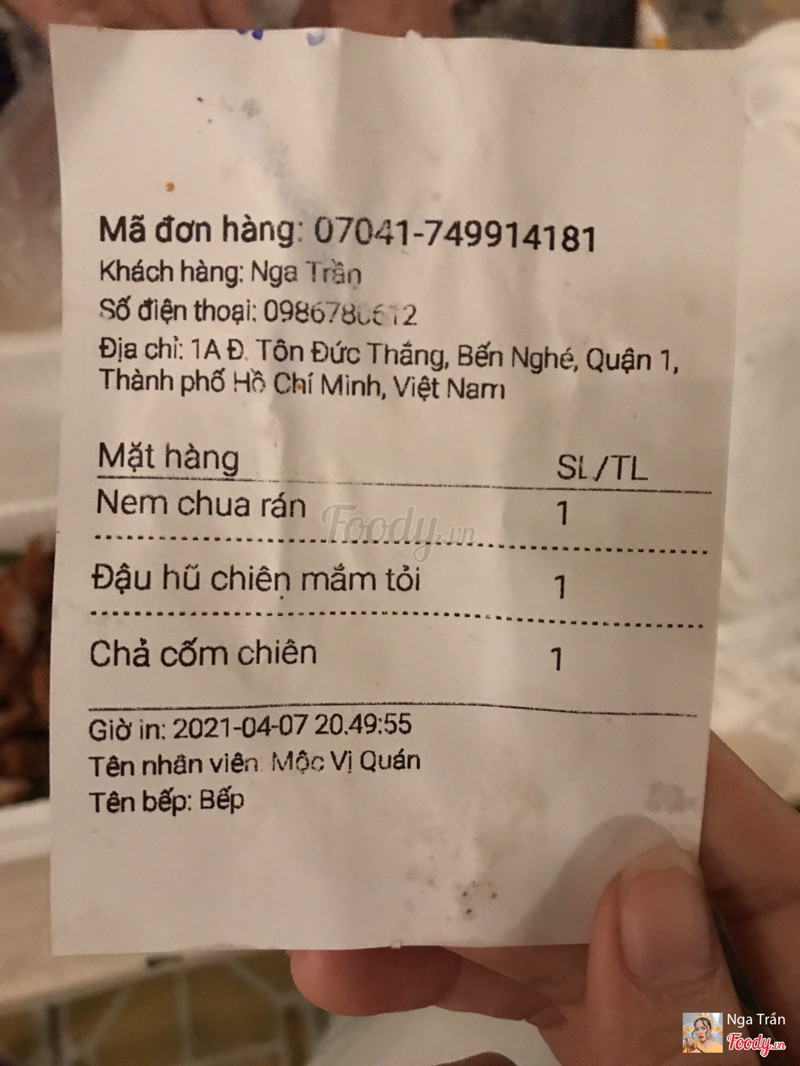 Mã đơn hàng: 07041-749914181
Khách hàng: Nga Trần
Số điện thoại:
Địa chỉ: 1A Đ. Tôn Đức Thắng, Bến Nghé, Quận 1,
Thành phố Hồ Chí Minh, Việt Nam
Mặt hàng SL/TL
Nem chua rán 1
Foody.vn
Đậu hũ chiên mắm tỏi 1
Chả cốm chiên 1
Giờ in: 2021-04-07 20.49:55
Tên nhân viên: Mộc Vị Quán
Tên bếp: Bếp
Nga Trần
Foody.vn